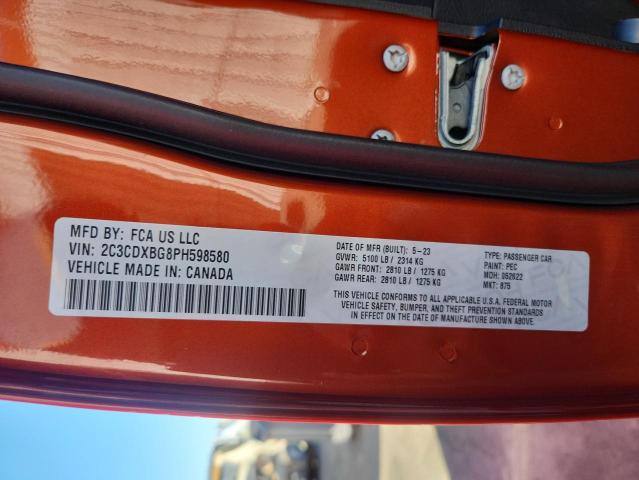 MFD BY: FCA US LLC
VIN: 2C3CDXBG8PH598580
VEHICLE MADE IN: CANADA
DATE OF MFR (BUILT): 5-23
GVWR: 5100 LB / 2314 KG
GAWR FRONT: 2810 LB / 1275 KG
GAWR REAR: 2810 LB / 1275 KG
TYPE: PASSENGER CAR
PAINT: PEC
MDH: 052622
MKT: 875
THIS VEHICLE CONFORMS TO ALL APPLICABLE U.S.A. FEDERAL MOTOR
VEHICLE SAFETY, BUMPER, AND THEFT PREVENTION STANDARDS
IN EFFECT ON THE DATE OF MANUFACTURE SHOWN ABOVE.